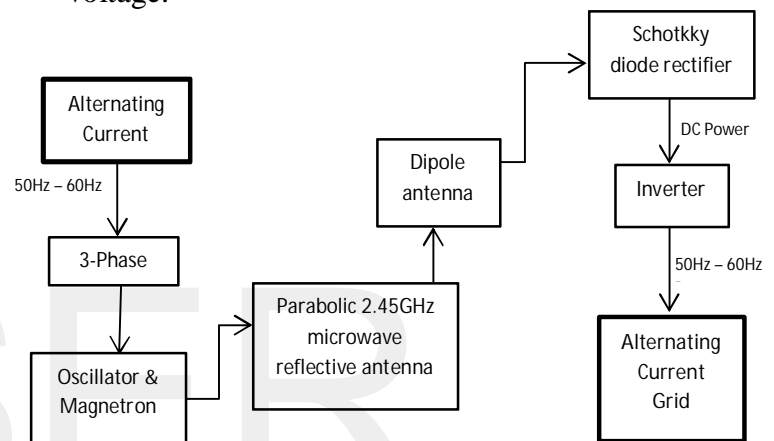 voltage.
Alternating
Current
50Hz – 60Hz
3-Phase
Oscillator &
Magnetron
Parabolic 2.45GHz
microwave
reflective antenna
Dipole
antenna
Schotkky
diode rectifier
DC Power
Inverter
50Hz – 60Hz
Alternating
Current
Grid